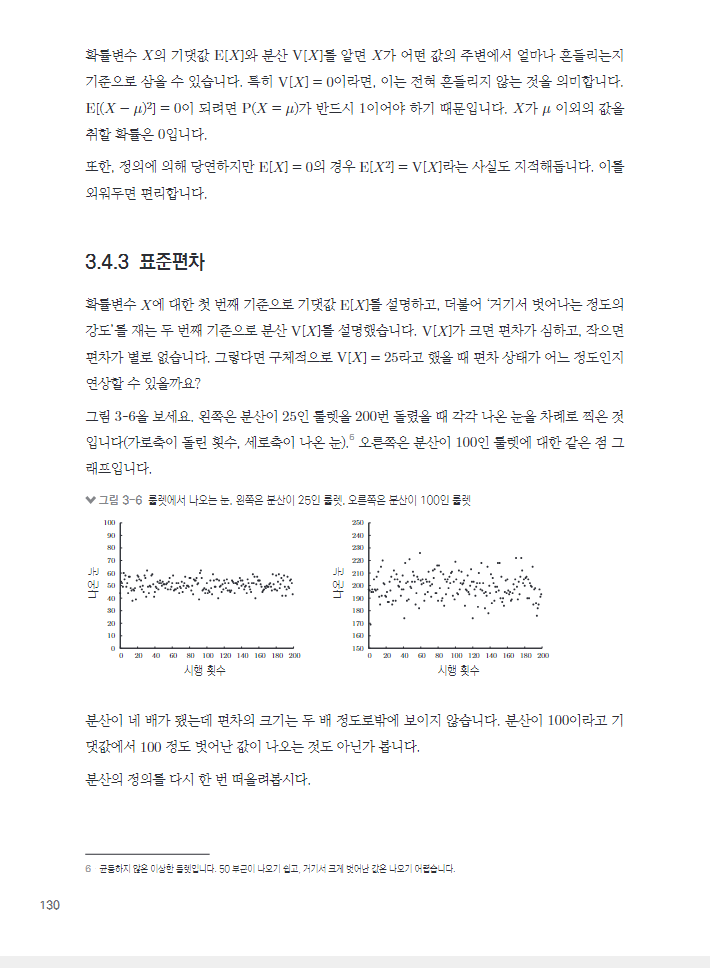 확률변수 X의 기댓값 E[X]와 분산 V[X]를 알면 X가 어떤 값의 주변에서 얼마나 흔들리는지
기준으로 삼을 수 있습니다. 특히 V[X] = 0이라면, 이는 전혀 흔들리지 않는 것을 의미합니다.
E[(X − μ)²] = 0이 되려면 P(X = μ)가 반드시 1이어야 하기 때문입니다. X가 μ 이외의 값을
취할 확률은 0입니다.
또한, 정의에 의해 당연하지만 E[X] = 0의 경우 E[X²] = V[X]라는 사실도 지적해둡니다. 이를
외워두면 편리합니다.
3.4.3 표준편차
확률변수 X에 대한 첫 번째 기준으로 기댓값 E[X]를 설명하고, 더불어 ‘거기서 벗어나는 정도의
강도’를 재는 두 번째 기준으로 분산 V[X]를 설명했습니다. V[X]가 크면 편차가 심하고, 작으면
편차가 별로 없습니다. 그렇다면 구체적으로 V[X] = 25라고 했을 때 편차 상태가 어느 정도인지
연상할 수 있을까요?
그림 3-6을 보세요. 왼쪽은 분산이 25인 룰렛을 200번 돌렸을 때 각각 나온 눈을 차례로 찍은 것
입니다(가로축이 돌린 횟수, 세로축이 나온 눈).⁶ 오른쪽은 분산이 100인 룰렛에 대한 같은 점 그
래프입니다.
그림 3-6 룰렛에서 나오는 눈, 왼쪽은 분산이 25인 룰렛, 오른쪽은 분산이 100인 룰렛
나온 눈
100
90
80
70
60
50
40
30
20
10
0
0 20 40 60 80 100 120 140 160 180 200
시행 횟수
나온 눈
250
240
230
220
210
200
190
180
170
160
150
0 20 40 60 80 100 120 140 160 180 200
시행 횟수
분산이 네 배가 됐는데 편차의 크기는 두 배 정도로밖에 보이지 않습니다. 분산이 100이라고 기
댓값에서 100 정도 벗어난 값이 나오는 것도 아닌가 봅니다.
분산의 정의를 다시 한 번 떠올려봅시다.
6 균등하지 않은 이상한 룰렛입니다. 50 부근이 나오기 쉽고, 거기서 크게 벗어난 값은 나오기 어렵습니다.
130